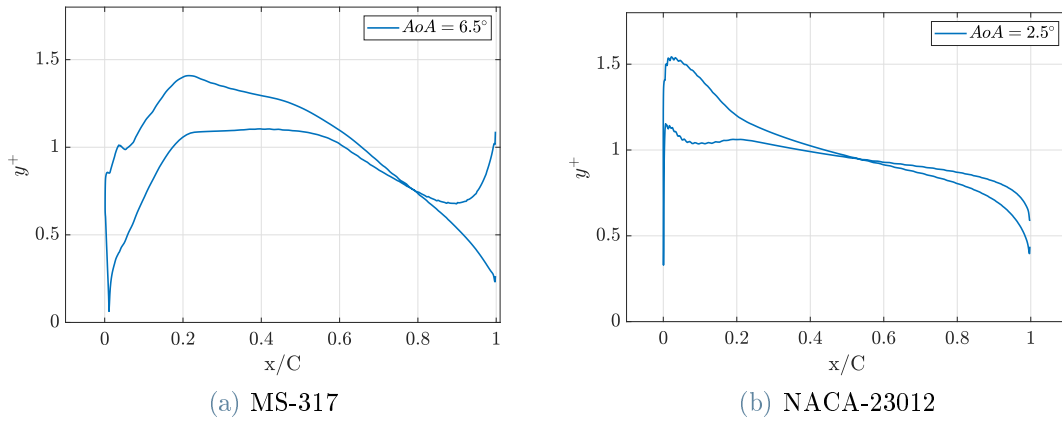 AoA = 6.5°
1.5
1
0.5
0
y+
0 0.2 0.4 0.6 0.8 1
x/C
(a) MS-317
AoA = 2.5°
1.5
1
0.5
0
y+
0 0.2 0.4 0.6 0.8 1
x/C
(b) NACA-23012